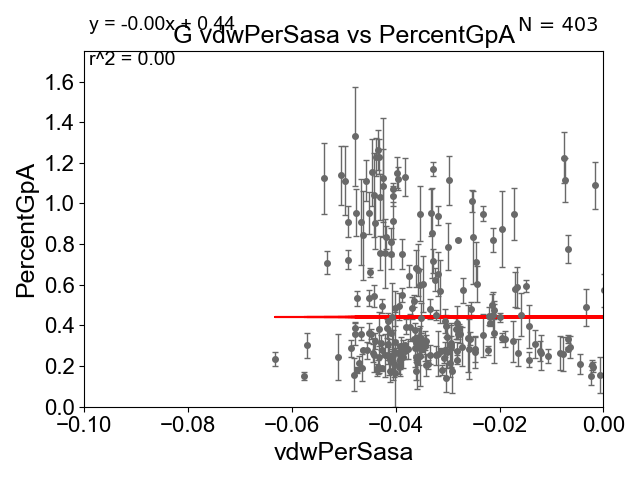 y = -0.00x + 0.44
N = 403
G vdwPerSasa vs PercentGpA
r^2 = 0.00
1.6
1.4
1.2
1.0
0.8
0.6
0.4
0.2
0.0
PercentGpA
−0.10 −0.08 −0.06 −0.04 −0.02 0.00
vdwPerSasa